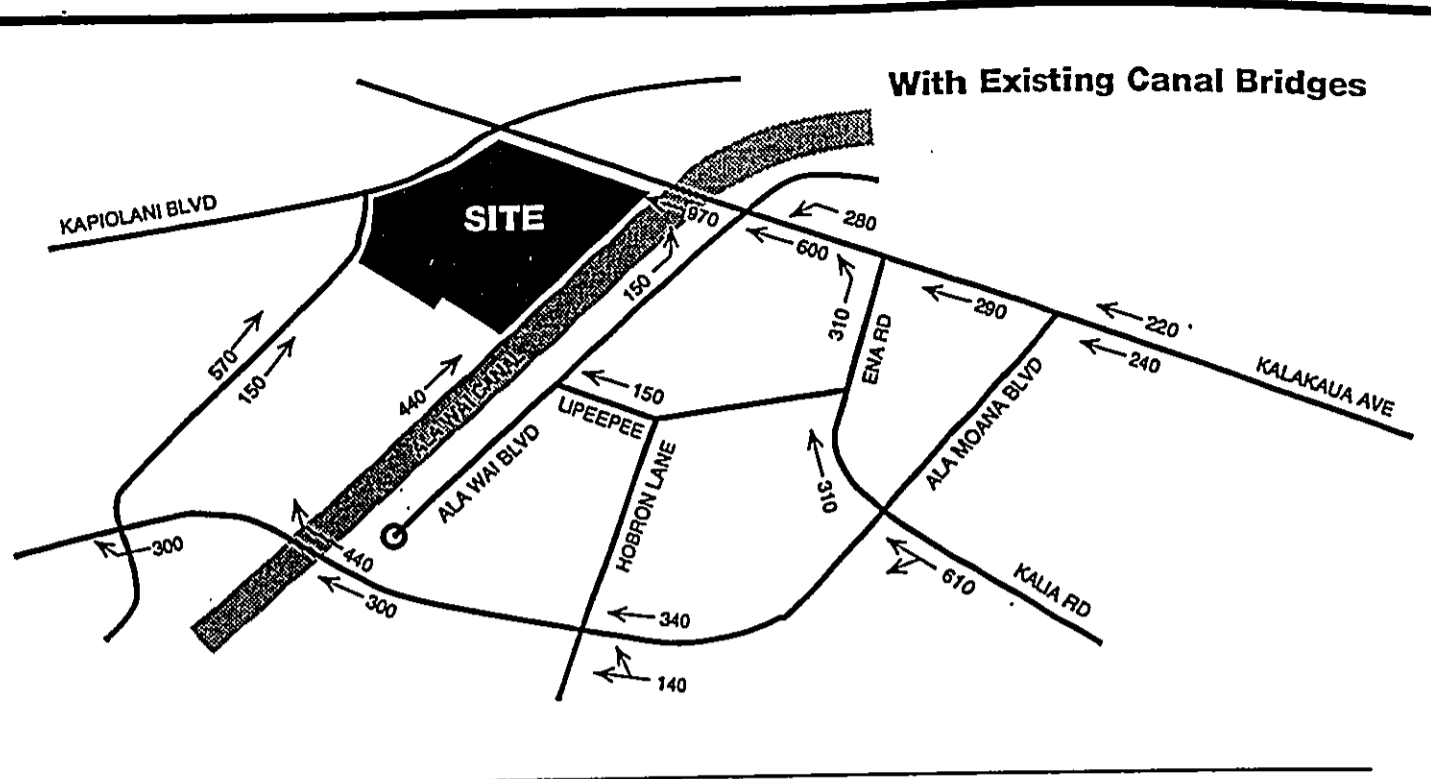 With Existing Canal Bridges
KAPIOLANI BLVD
SITE
970
280
600
150
290
220
240
KALAKAUA AVE
310
ENA RD
570
150
440
ALA WAI CANAL
150
LIPEEPEE
ALA WAI BLVD
HOBRON LANE
310
ALA MOANA BLVD
300
440
300
340
140
610
KALIA RD